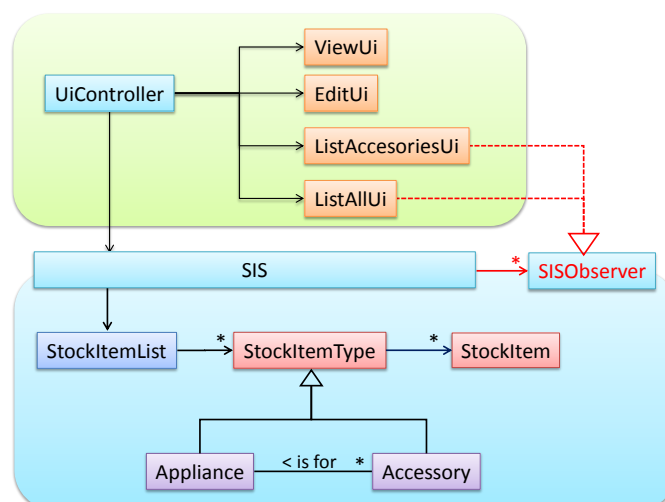 ViewUi
UiController
EditUi
ListAccesoriesUi
ListAllUi
SIS
*
SISObserver
StockItemList
*
StockItemType
*
StockItem
Appliance
< is for
*
Accessory